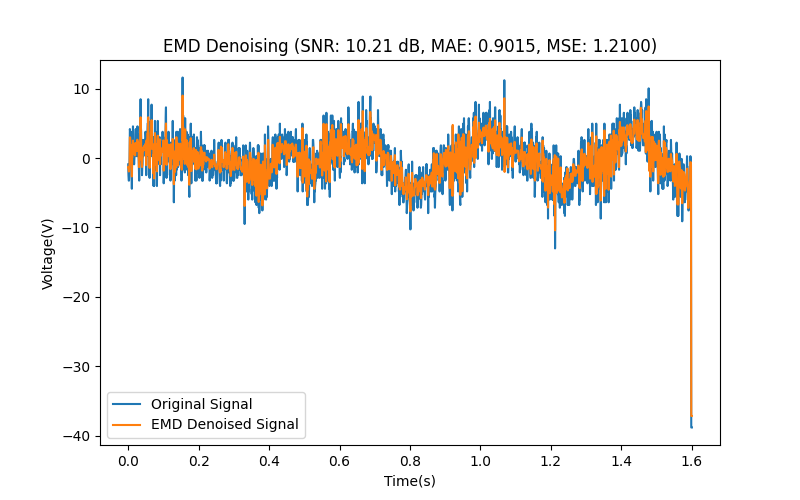 EMD Denoising (SNR: 10.21 dB, MAE: 0.9015, MSE: 1.2100)
10
0
−10
−20
−30
−40
Voltage(V)
Original Signal
EMD Denoised Signal
0.0 0.2 0.4 0.6 0.8 1.0 1.2 1.4 1.6
Time(s)